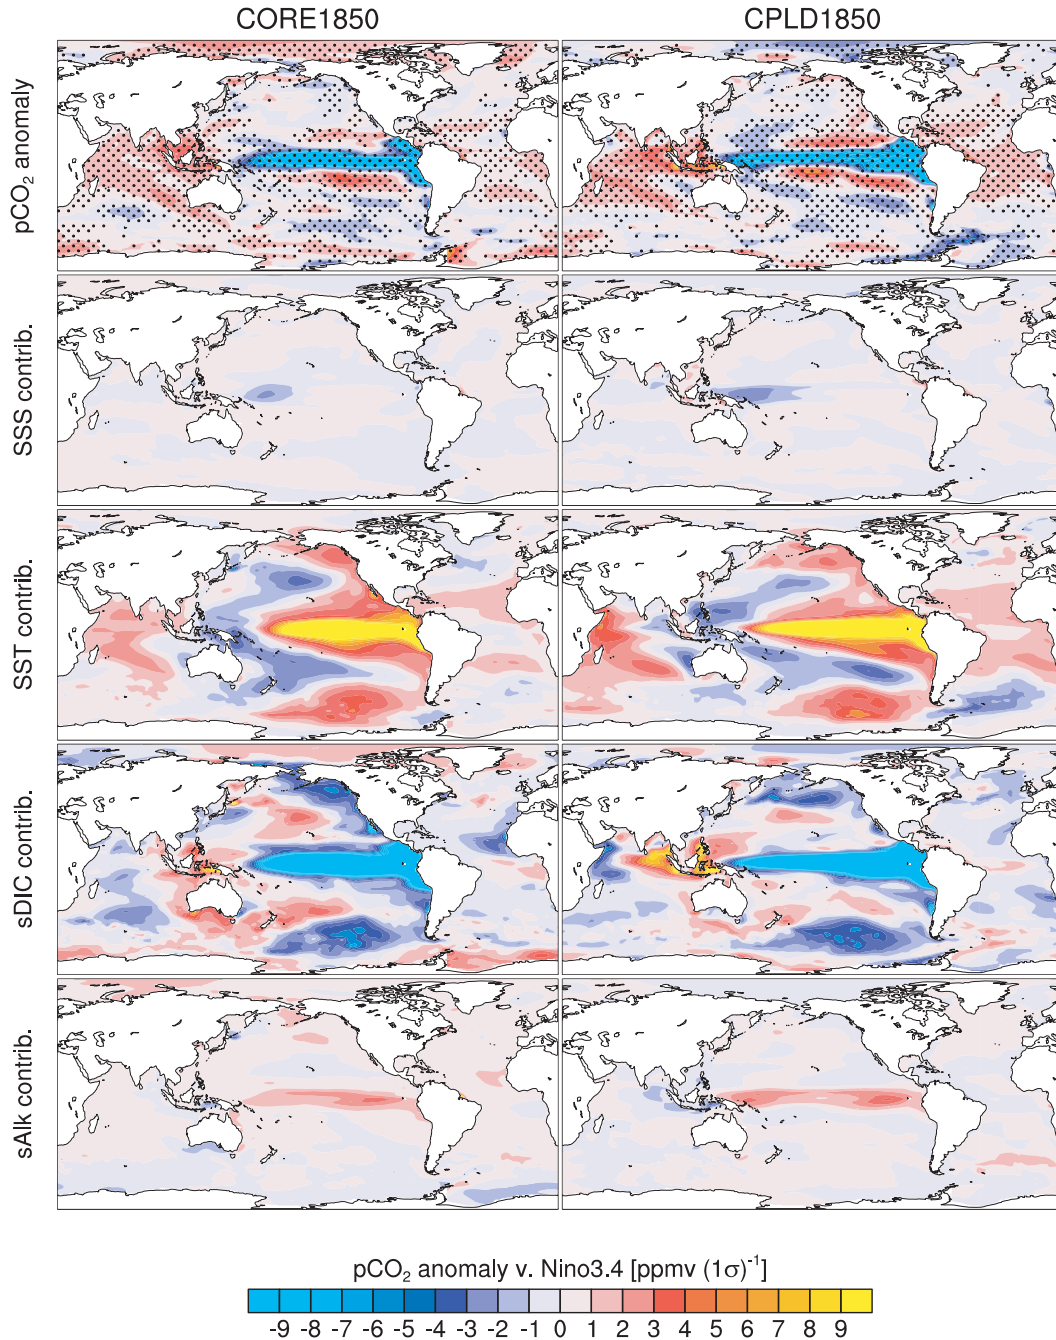 CORE1850
CPLD1850
pCO₂ anomaly
SSS contrib.
SST contrib.
sDIC contrib.
sAlk contrib.
pCO₂ anomaly v. Nino3.4 [ppmv (1σ)⁻¹]
-9 -8 -7 -6 -5 -4 -3 -2 -1 0 1 2 3 4 5 6 7 8 9